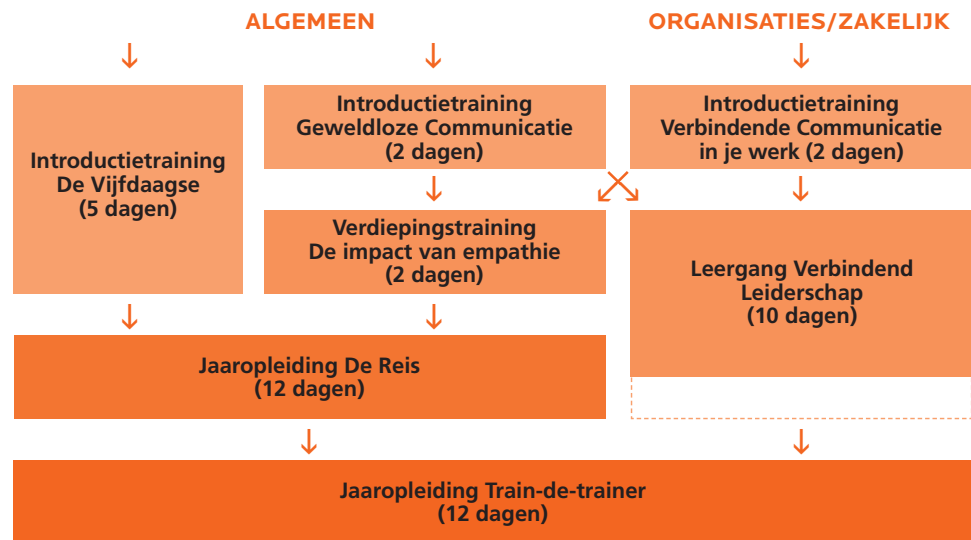 ALGEMEEN
ORGANISATIES/ZAKELIJK
Introductietraining
De Vijfdaagse
(5 dagen)
Introductietraining
Geweldloze Communicatie
(2 dagen)
Introductietraining
Verbindende Communicatie
in je werk (2 dagen)
Verdiepingstraining
De impact van empathie
(2 dagen)
Leergang Verbindend
Leiderschap
(10 dagen)
Jaaropleiding De Reis
(12 dagen)
Jaaropleiding Train-de-trainer
(12 dagen)